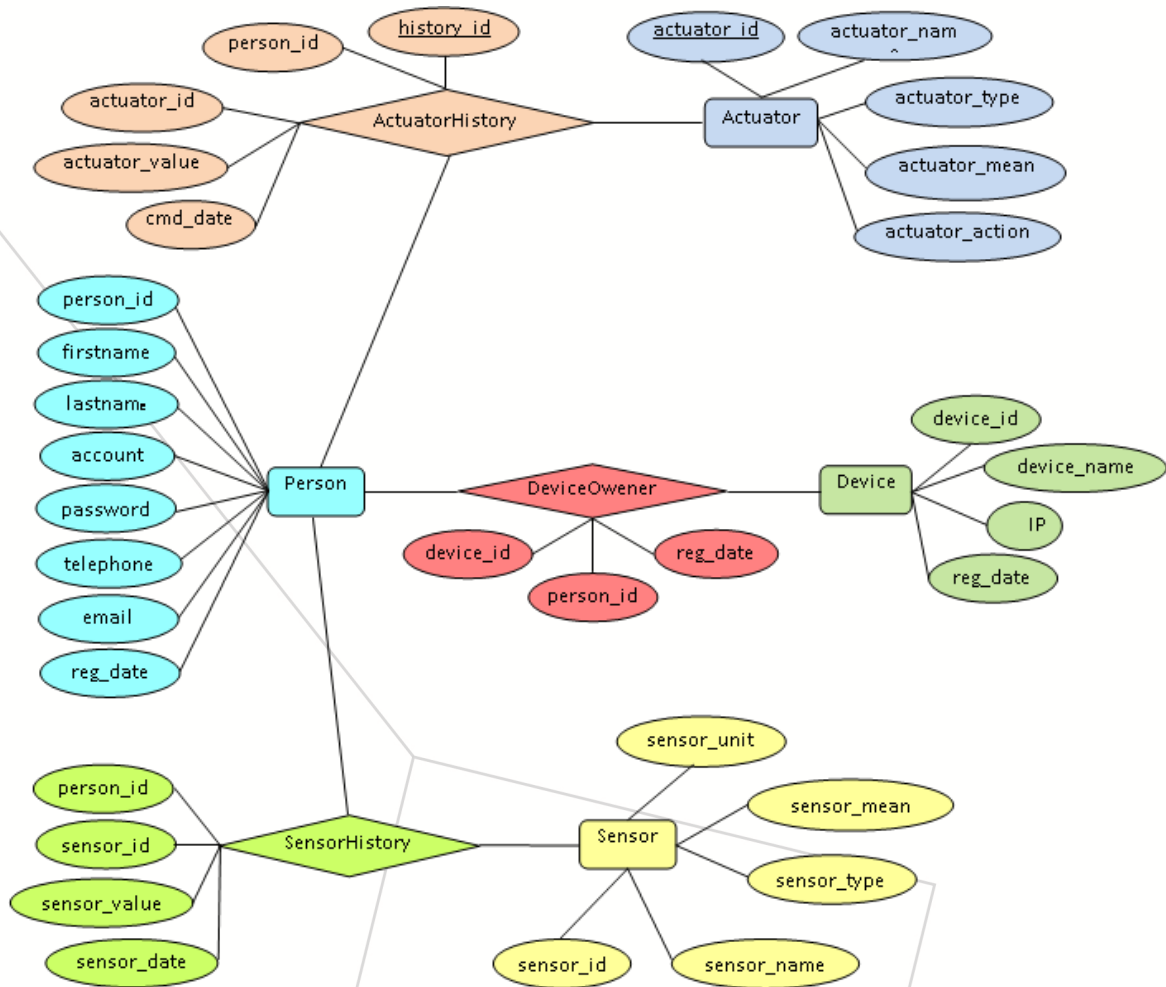 history_id
person_id
actuator_id
actuator_value
cmd_date
ActuatorHistory
actuator_id
actuator_nam
actuator_type
actuator_mean
actuator_action
Actuator
person_id
firstname
lastname
account
password
telephone
email
reg_date
Person
DeviceOwener
device_id
person_id
reg_date
Device
device_id
device_name
IP
reg_date
person_id
sensor_id
sensor_value
sensor_date
SensorHistory
Sensor
sensor_unit
sensor_mean
sensor_type
sensor_name
sensor_id